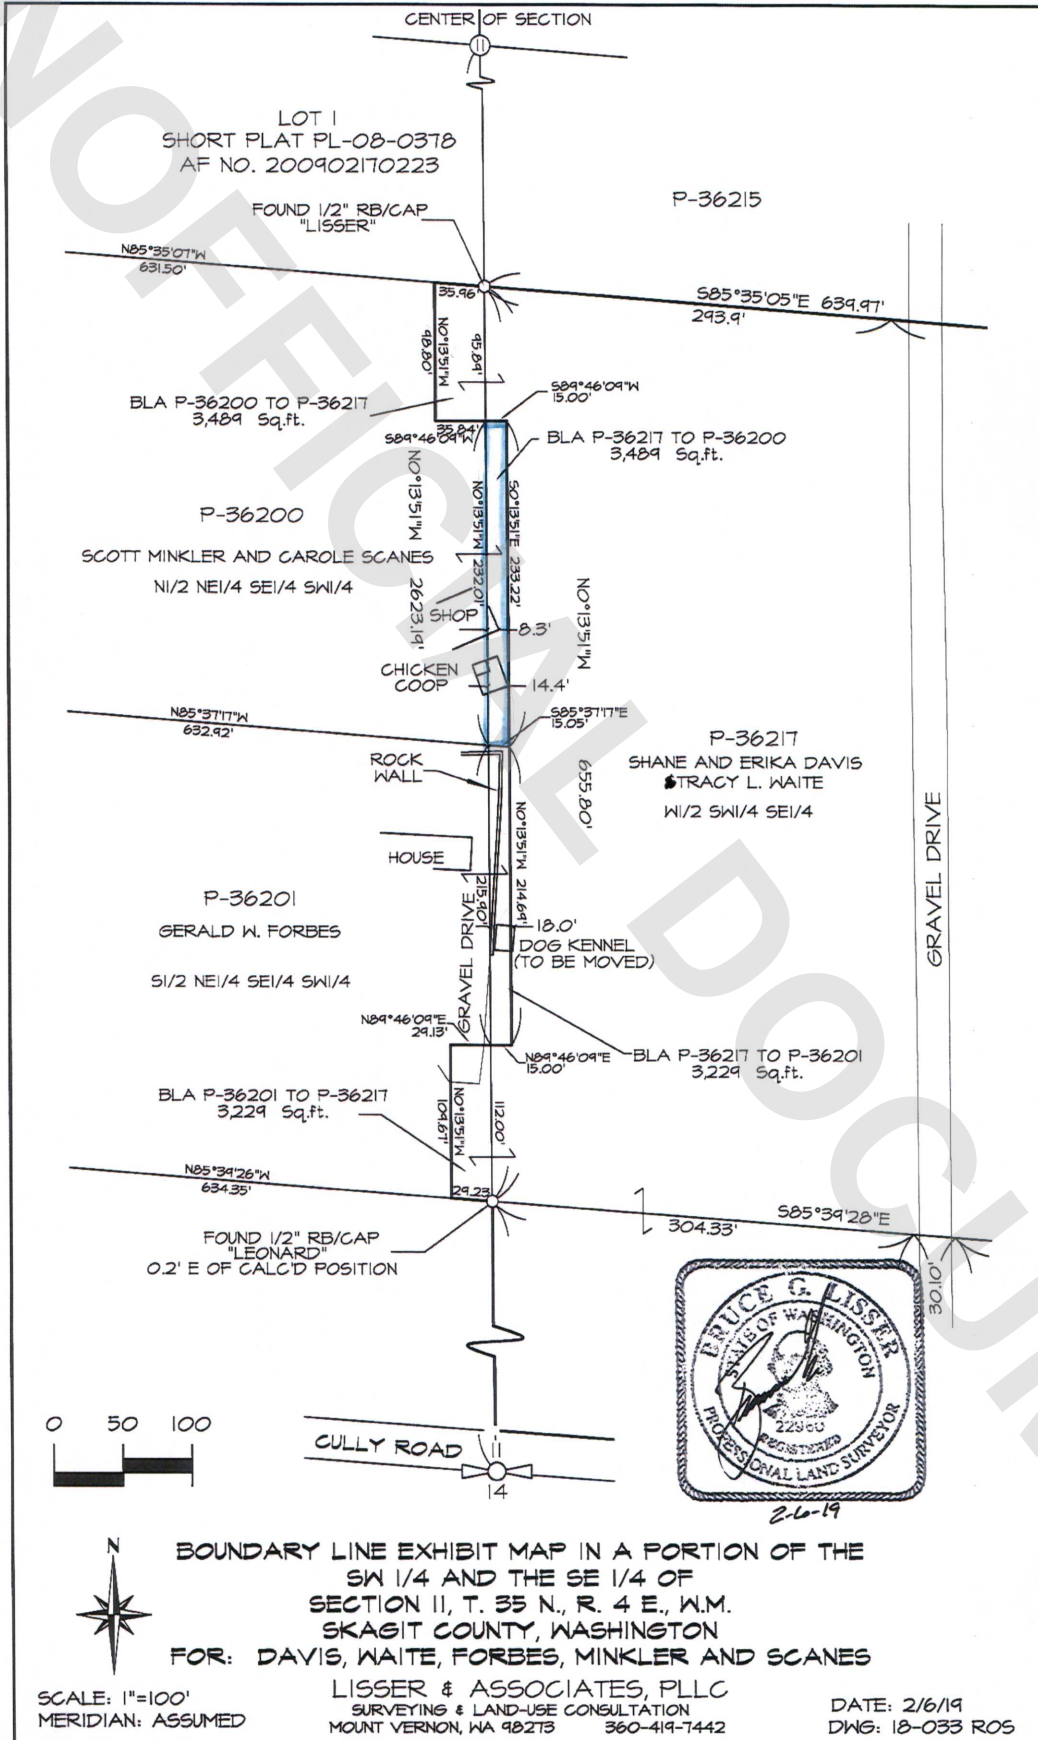 UNOFFICIAL DOCUMENT
CENTER OF SECTION
11
LOT 1
SHORT PLAT PL-08-0378
AF NO. 200902170223
P-36215
FOUND 1/2" RB/CAP
"LISSER"
N85°35'07"W
631.50'
35.96'
S85°35'05"E 639.97'
293.9'
N0°13'51"W
98.80'
95.89'
S89°46'09"W
15.00'
BLA P-36200 TO P-36217
3,489 Sq.ft.
35.84'
S89°46'09"W
BLA P-36217 TO P-36200
3,489 Sq.ft.
N0°13'51"W 2623.19'
N0°13'51"W 232.01'
S0°13'51"E 233.22'
P-36200
SCOTT MINKLER AND CAROLE SCANES
N1/2 NE1/4 SE1/4 SW1/4
SHOP
8.3'
N0°13'51"W 655.80'
CHICKEN
COOP
14.4'
N85°37'17"W
632.92'
S85°37'17"E
15.05'
P-36217
SHANE AND ERIKA DAVIS
STRACY L. WAITE
W1/2 SW1/4 SE1/4
ROCK
WALL
HOUSE
N0°13'51"W 214.69'
215.90'
GRAVEL DRIVE
GRAVEL DRIVE
P-36201
GERALD W. FORBES
S1/2 NE1/4 SE1/4 SW1/4
18.0'
DOG KENNEL
(TO BE MOVED)
N89°46'09"E
29.13'
N89°46'09"E
15.00'
BLA P-36217 TO P-36201
3,229 Sq.ft.
BLA P-36201 TO P-36217
3,229 Sq.ft.
N0°13'51"W
109.67'
112.00'
N85°39'26"W
634.35'
29.23'
304.33'
S85°39'28"E
30.10'
FOUND 1/2" RB/CAP
"LEONARD"
0.2' E OF CALC'D POSITION
BRUCE G. LISSER
STATE OF WASHINGTON
22960
REGISTERED
PROFESSIONAL LAND SURVEYOR
2-6-19
0 50 100
CULLY ROAD
11
14
N
BOUNDARY LINE EXHIBIT MAP IN A PORTION OF THE
SW 1/4 AND THE SE 1/4 OF
SECTION 11, T. 35 N., R. 4 E., W.M.
SKAGIT COUNTY, WASHINGTON
FOR: DAVIS, WAITE, FORBES, MINKLER AND SCANES
SCALE: 1"=100'
MERIDIAN: ASSUMED
LISSER & ASSOCIATES, PLLC
SURVEYING & LAND-USE CONSULTATION
MOUNT VERNON, WA 98273 360-419-7442
DATE: 2/6/19
DWG: 18-033 ROS